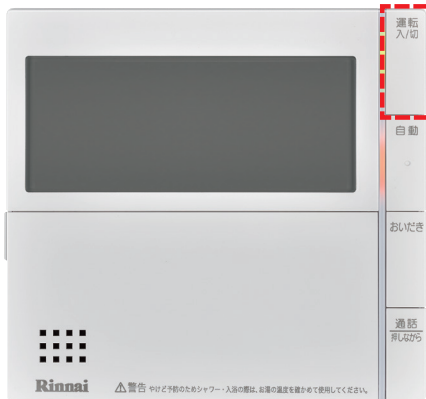 運転
入/切
自動
おいだき
通話
押しながら
Rinnai
⚠警告 やけど予防のためシャワー・入浴の際は、お湯の温度を確かめて使用してください。